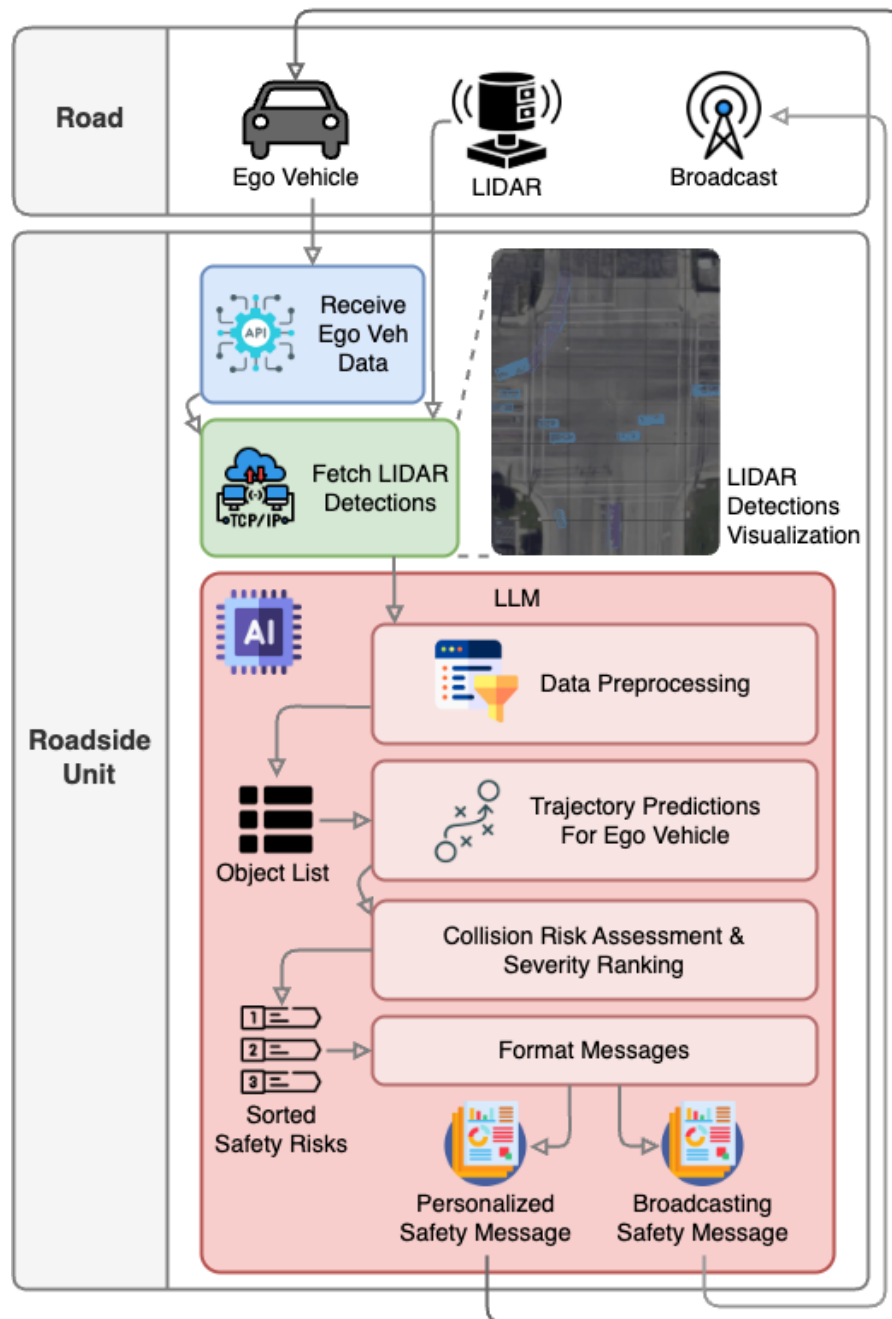 Road
Ego Vehicle
LIDAR
Broadcast
Roadside
Unit
API
Receive
Ego Veh
Data
TCP/IP
Fetch LIDAR
Detections
LIDAR
Detections
Visualization
LLM
AI
Data Preprocessing
Object List
Trajectory Predictions
For Ego Vehicle
Collision Risk Assessment &
Severity Ranking
1
2
3
Sorted
Safety Risks
Format Messages
Personalized
Safety Message
Broadcasting
Safety Message